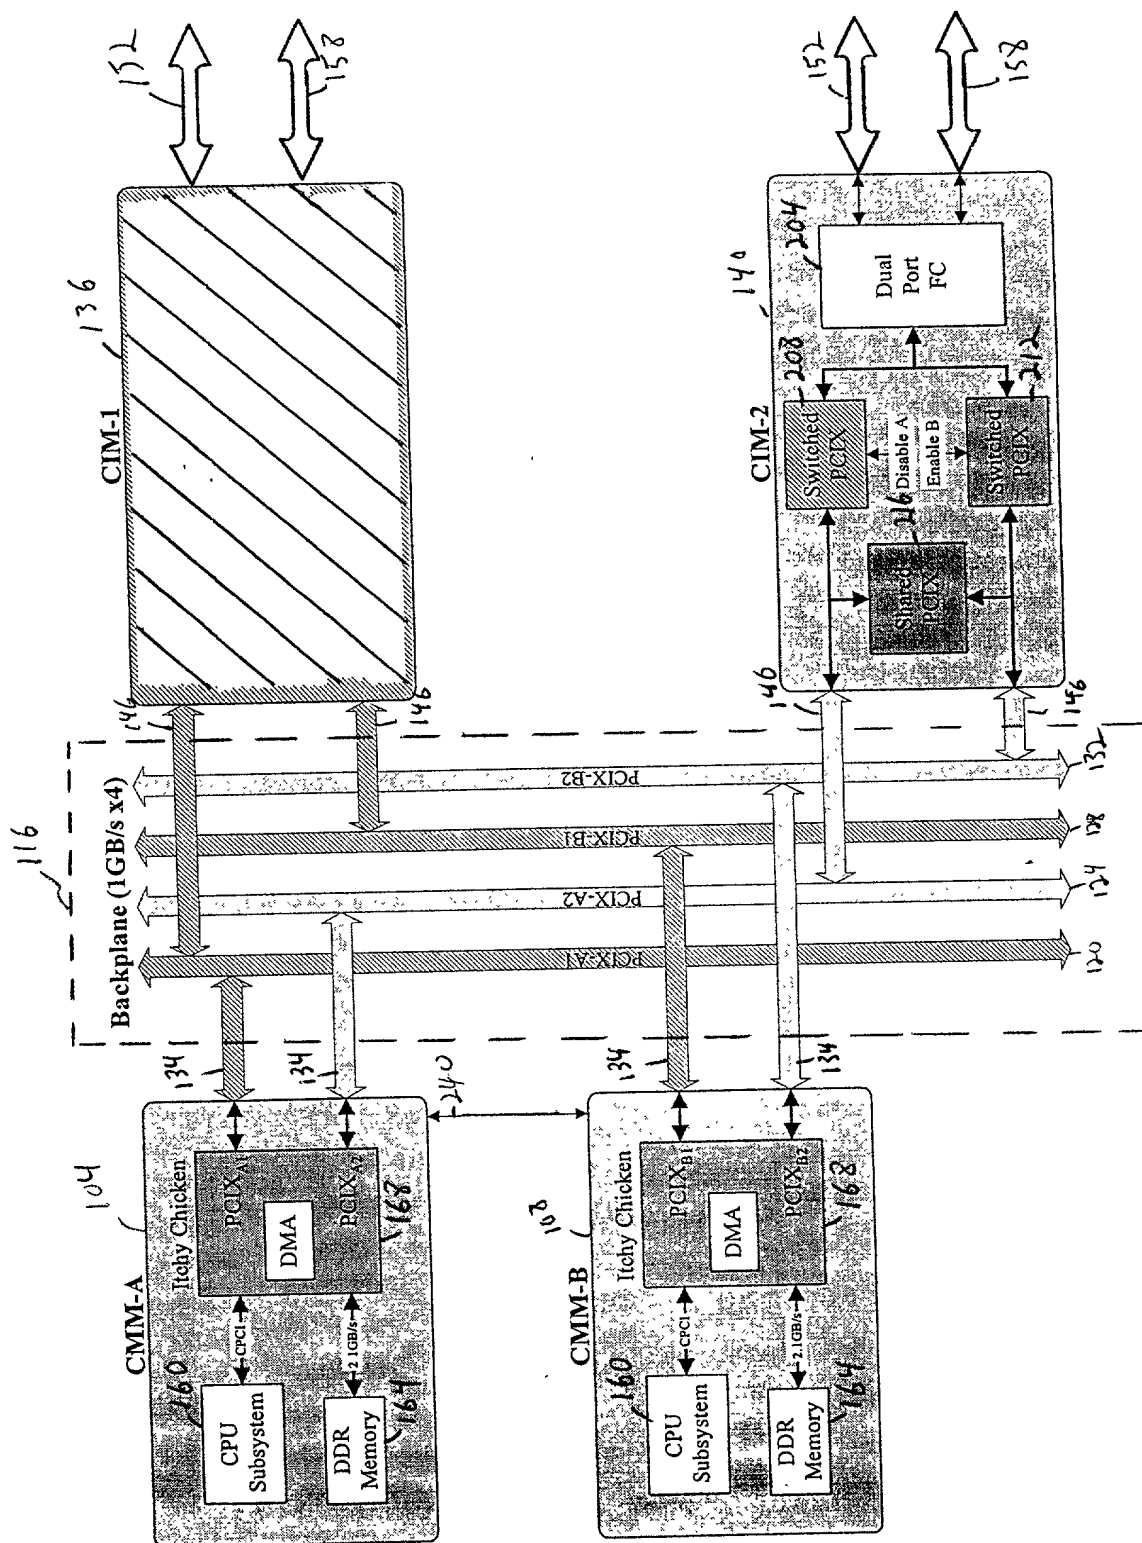 116
Backplane (1GB/s x4)
104
CMM-A
160
CPU
Subsystem
CPCI
Itchy Chicken
PCIX A1
DMA
PCIX A2
168
DDR
Memory
164
2.1GB/s
134
134
240
108
CMM-B
160
CPU
Subsystem
CPCI
Itchy Chicken
PCIX B1
DMA
PCIX B2
168
DDR
Memory
164
2.1GB/s
134
134
PCIX-A1
120
PCIX-A2
124
PCIX-B1
128
PCIX-B2
132
146
146
136
CIM-1
152
158
146
146
140
CIM-2
Shared
PCIX
216
Switched
PCIX
208
Disable A
Enable B
Switched
PCIX
212
Dual
Port
FC
204
152
158